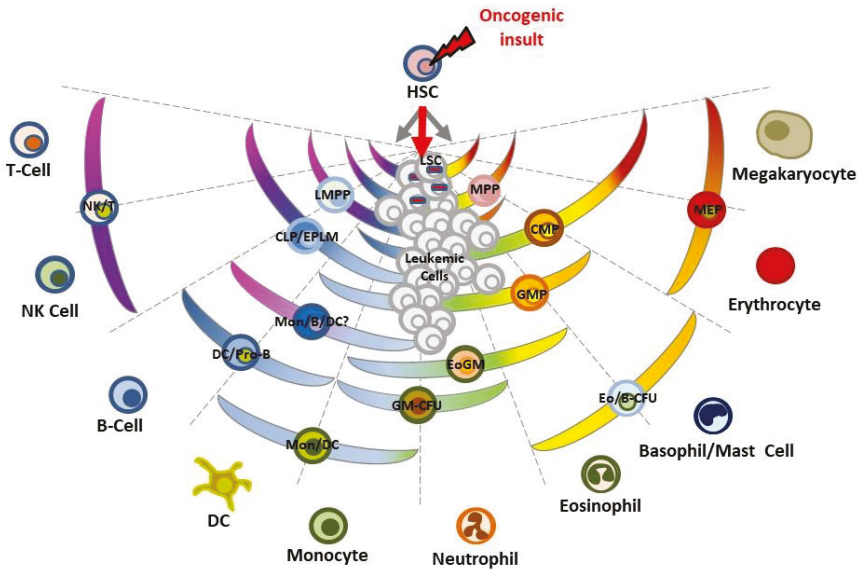 Oncogenic
insult
HSC
LSC
T-Cell
Megakaryocyte
LMPP
MPP
NK/T
MEP
CLP/EPLM
CMP
Leukemic
Cells
NK Cell
GMP
Erythrocyte
Mon/B/DC?
DC/Pro-B
EoGM
B-Cell
GM-CFU
Eo/B-CFU
Basophil/Mast Cell
Mon/DC
Eosinophil
DC
Monocyte
Neutrophil